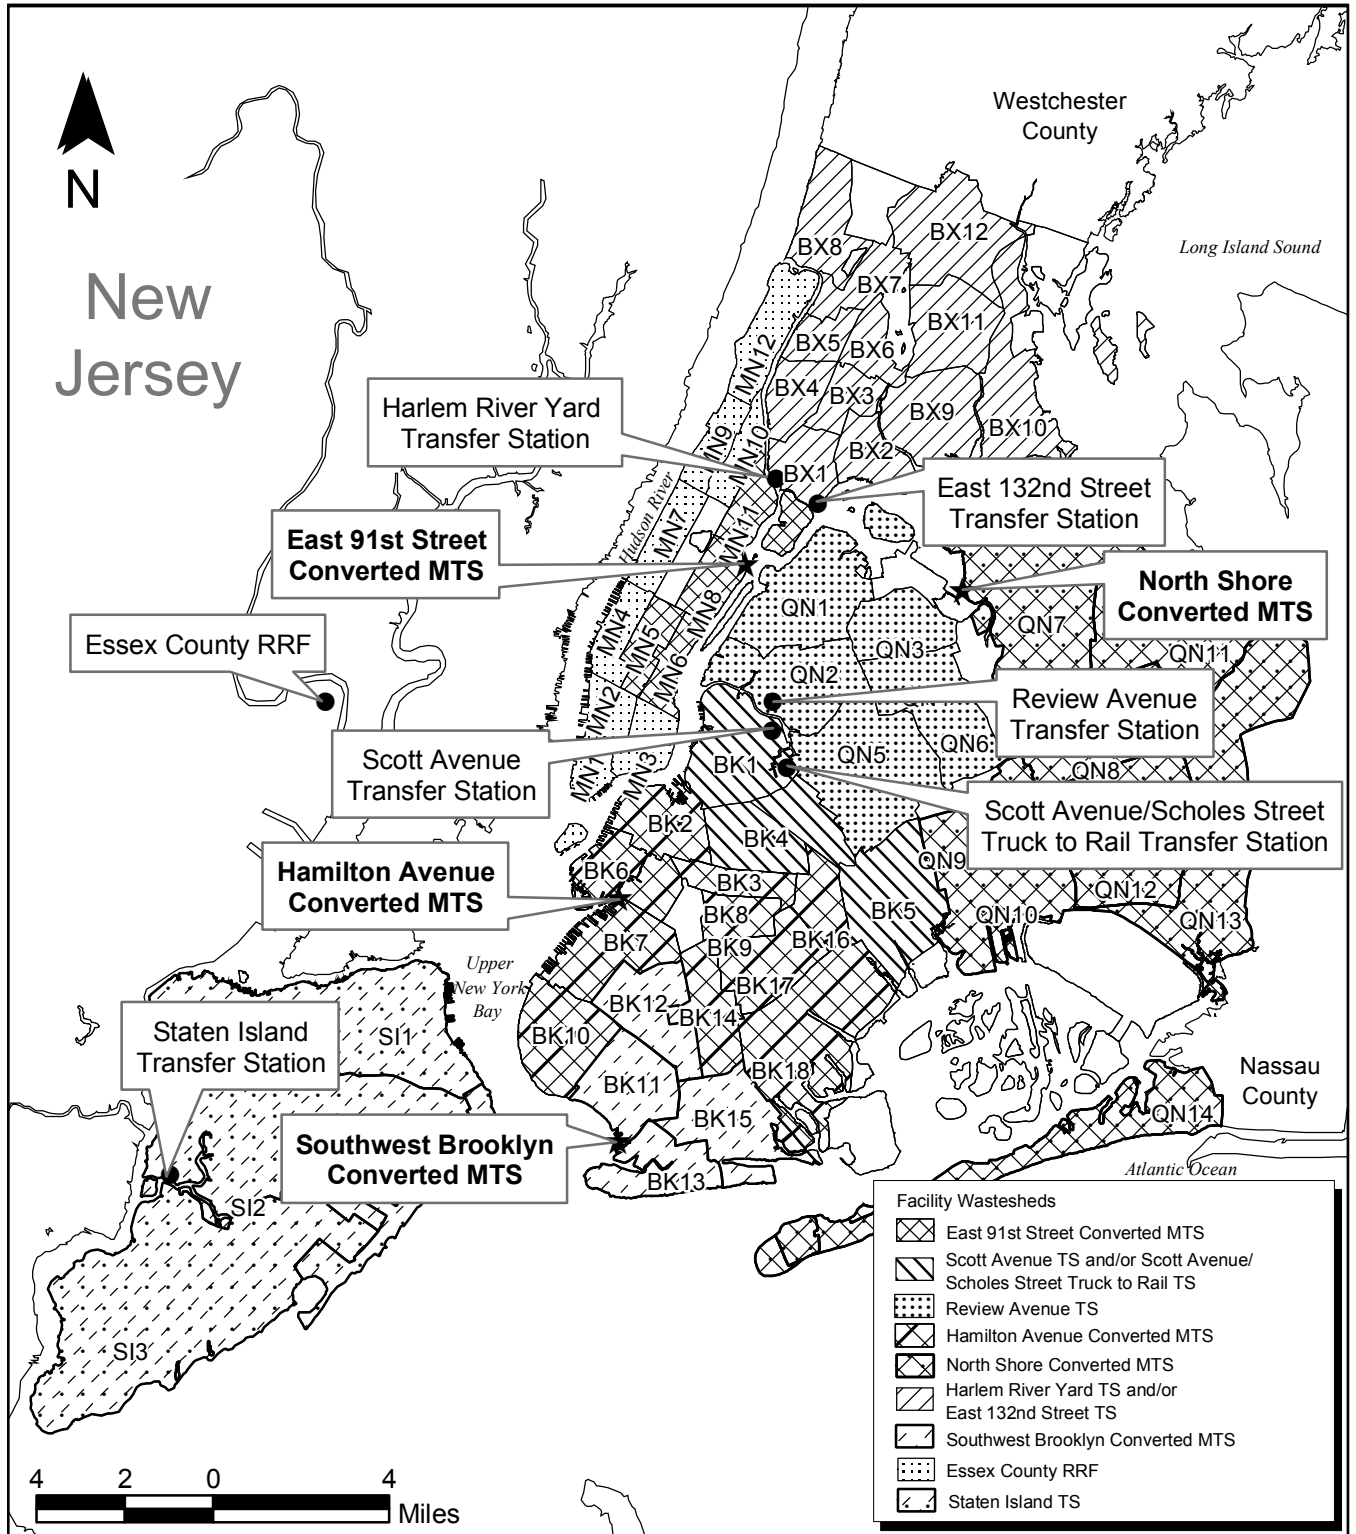 Westchester
County
N
Long Island Sound
New
Jersey
BX12
BX8
BX7
BX11
BX5
BX6
MN12
BX4
BX3
BX9
BX10
Harlem River Yard
Transfer Station
MN9
MN10
BX2
BX1
East 132nd Street
Transfer Station
Hudson River
MN7
MN11
East 91st Street
Converted MTS
North Shore
Converted MTS
MN8
QN1
QN7
MN4
MN5
QN3
QN11
Essex County RRF
MN6
QN2
MN2
Review Avenue
Transfer Station
Scott Avenue
Transfer Station
MN1
MN3
BK1
QN5
QN6
QN8
Scott Avenue/Scholes Street
Truck to Rail Transfer Station
BK2
BK4
Hamilton Avenue
Converted MTS
BK6
BK3
QN9
QN12
BK5
QN10
QN13
BK8
BK7
BK9
BK16
Upper
New York
Bay
BK17
BK12
BK14
BK10
Staten Island
Transfer Station
SI1
BK11
BK18
Nassau
County
BK15
QN14
Southwest Brooklyn
Converted MTS
BK13
Atlantic Ocean
SI2
SI3
Facility Wastesheds
East 91st Street Converted MTS
Scott Avenue TS and/or Scott Avenue/
Scholes Street Truck to Rail TS
Review Avenue TS
Hamilton Avenue Converted MTS
North Shore Converted MTS
Harlem River Yard TS and/or
East 132nd Street TS
Southwest Brooklyn Converted MTS
Essex County RRF
Staten Island TS
4 2 0 4
Miles